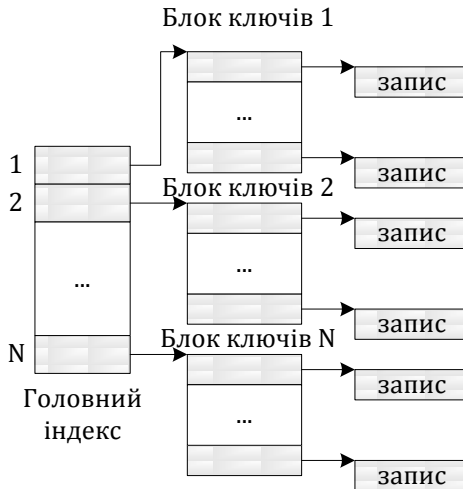 Блок ключів 1
запис
...
1
запис
2
Блок ключів 2
запис
...
...
запис
N
Блок ключів N
запис
Головний
індекс
...
запис